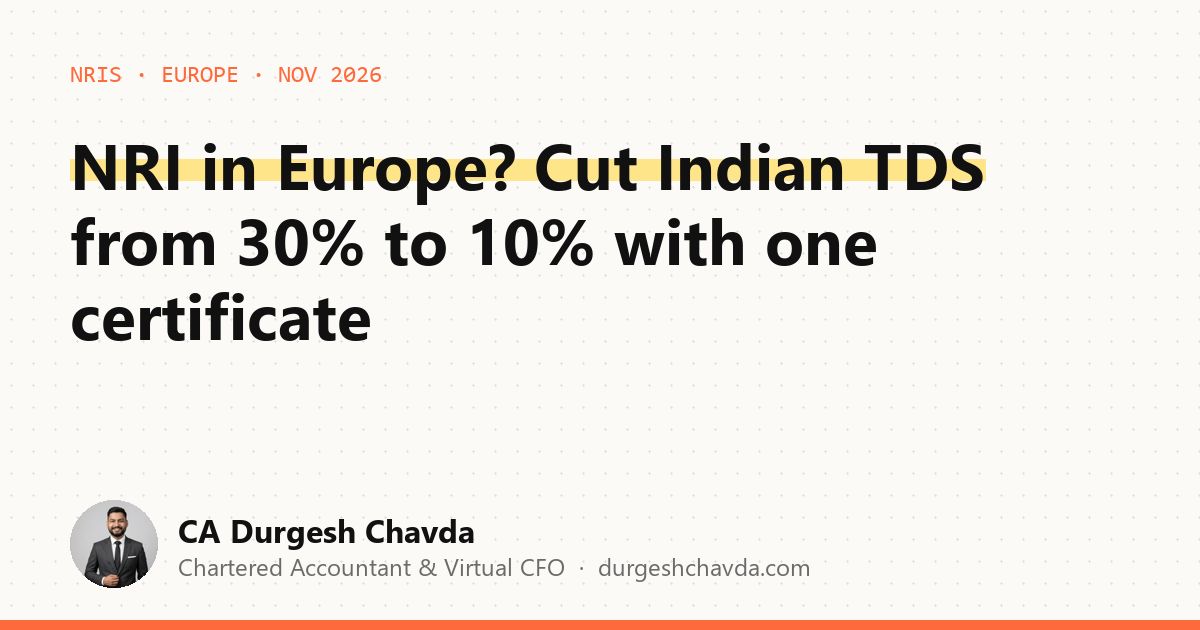 NRIS · EUROPE · NOV 2026
NRI in Europe? Cut Indian TDS
from 30% to 10% with one
certificate
CA Durgesh Chavda
Chartered Accountant & Virtual CFO · durgeshchavda.com